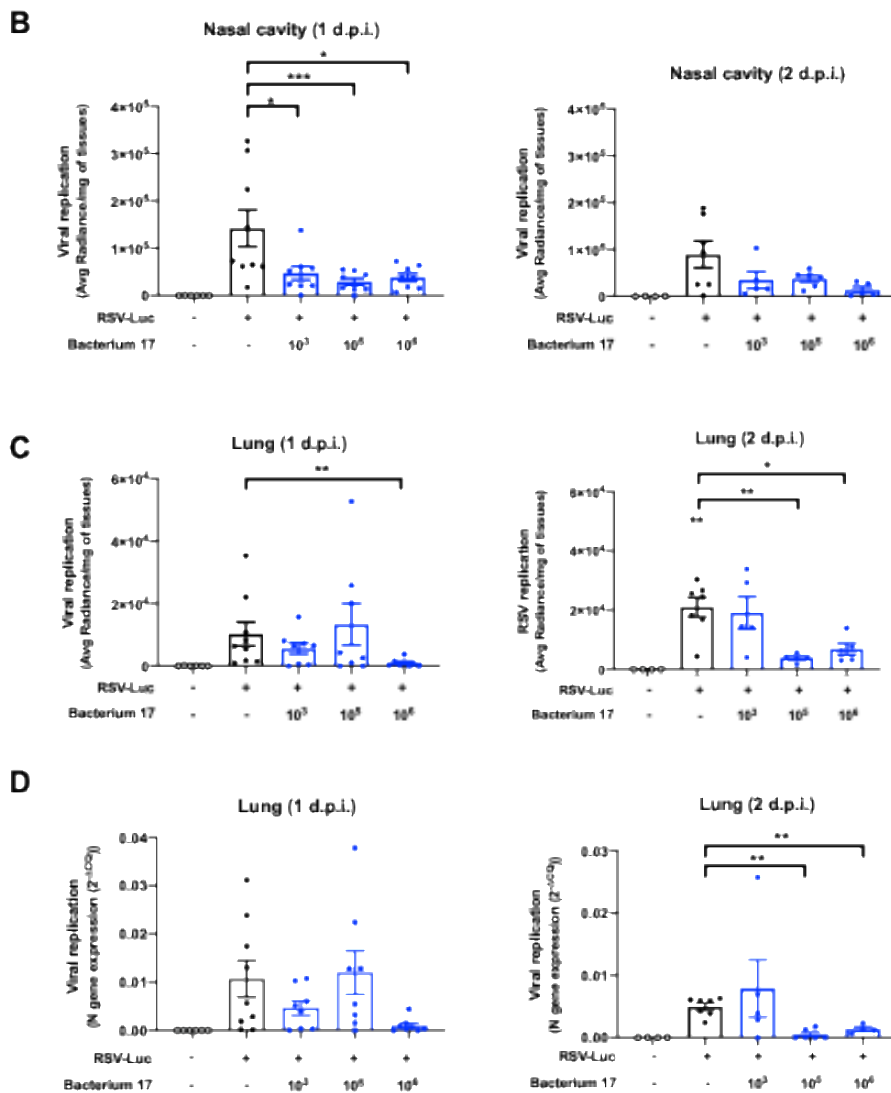 B
Nasal cavity (1 d.p.i.)
*
***
*
Viral replication
(Avg Radiance/mg of tissues)
4×10⁵
3×10⁵
2×10⁵
1×10⁵
0
RSV-Luc - + + + +
Bacterium 17 - - 10³ 10⁵ 10⁶
Nasal cavity (2 d.p.i.)
Viral replication
(Avg Radiance/mg of tissues)
4×10⁵
3×10⁵
2×10⁵
1×10⁵
0
RSV-Luc - + + + +
Bacterium 17 - - 10³ 10⁵ 10⁶
C
Lung (1 d.p.i.)
**
Viral replication
(Avg Radiance/mg of tissues)
6×10⁴
4×10⁴
2×10⁴
0
RSV-Luc - + + + +
Bacterium 17 - - 10³ 10⁵ 10⁶
Lung (2 d.p.i.)
*
**
**
RSV replication
(Avg Radiance/mg of tissues)
6×10⁴
4×10⁴
2×10⁴
0
RSV-Luc - + + + +
Bacterium 17 - - 10³ 10⁵ 10⁶
D
Lung (1 d.p.i.)
Viral replication
(N gene expression (2⁻ΔCQ))
0.04
0.03
0.02
0.01
0.00
RSV-Luc - + + + +
Bacterium 17 - - 10³ 10⁵ 10⁶
Lung (2 d.p.i.)
**
**
Viral replication
(N gene expression (2⁻ΔCQ))
0.03
0.02
0.01
0.00
RSV-Luc - + + + +
Bacterium 17 - - 10³ 10⁵ 10⁶